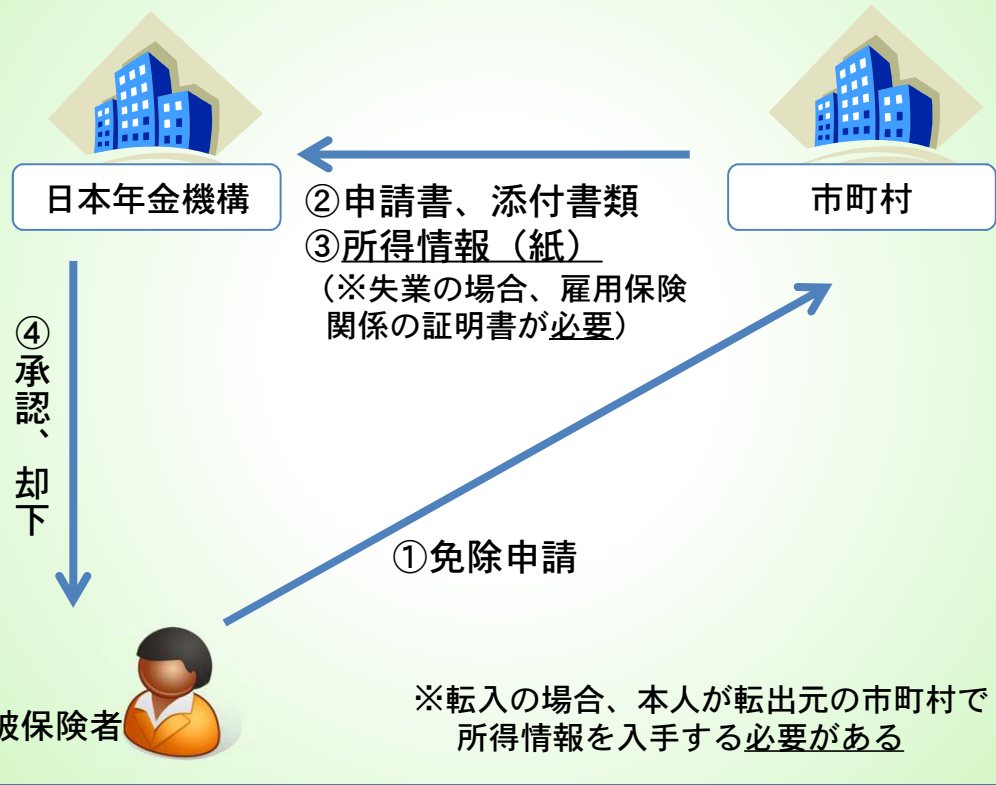 日本年金機構
市町村
②申請書、添付書類
③所得情報（紙）
（※失業の場合、雇用保険
関係の証明書が必要）
④承認、却下
①免除申請
被保険者
※転入の場合、本人が転出元の市町村で
所得情報を入手する必要がある